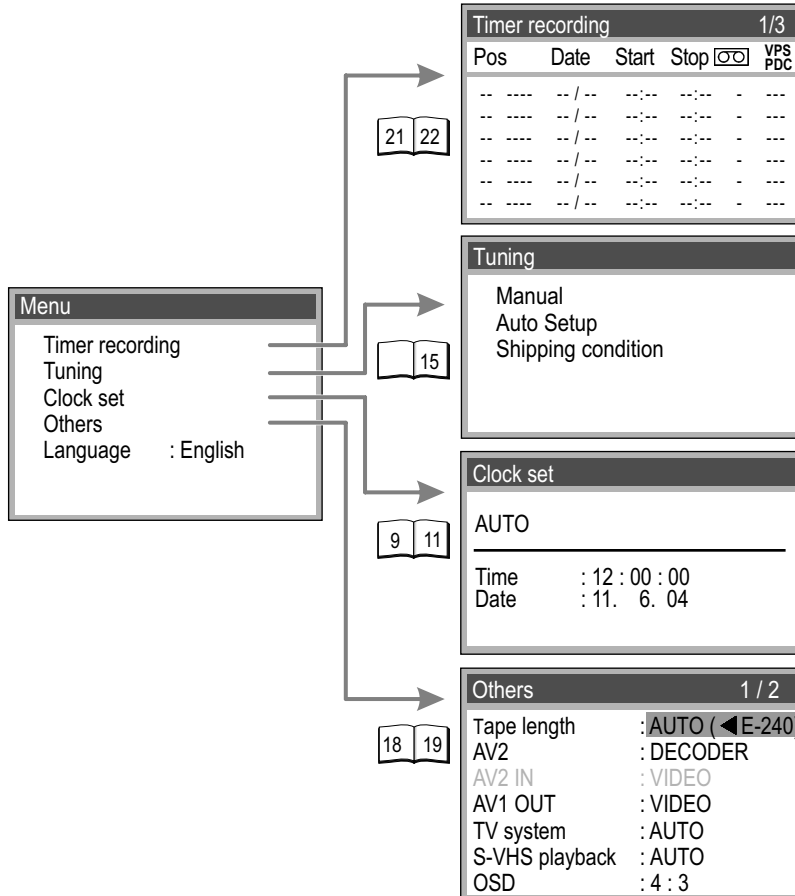 Timer recording 1/3
Pos Date Start Stop VPS PDC
-- ---- -- / -- --:-- --:-- - ---
-- ---- -- / -- --:-- --:-- - ---
-- ---- -- / -- --:-- --:-- - ---
-- ---- -- / -- --:-- --:-- - ---
-- ---- -- / -- --:-- --:-- - ---
-- ---- -- / -- --:-- --:-- - ---
21 22
Tuning
Manual
Auto Setup
Shipping condition
15
Menu
Timer recording
Tuning
Clock set
Others
Language : English
Clock set
AUTO
Time : 12 : 00 : 00
Date : 11. 6. 04
9 11
Others 1 / 2
Tape length : AUTO ( ◀ E-240
AV2 : DECODER
AV2 IN : VIDEO
AV1 OUT : VIDEO
TV system : AUTO
S-VHS playback : AUTO
OSD : 4 : 3
18 19